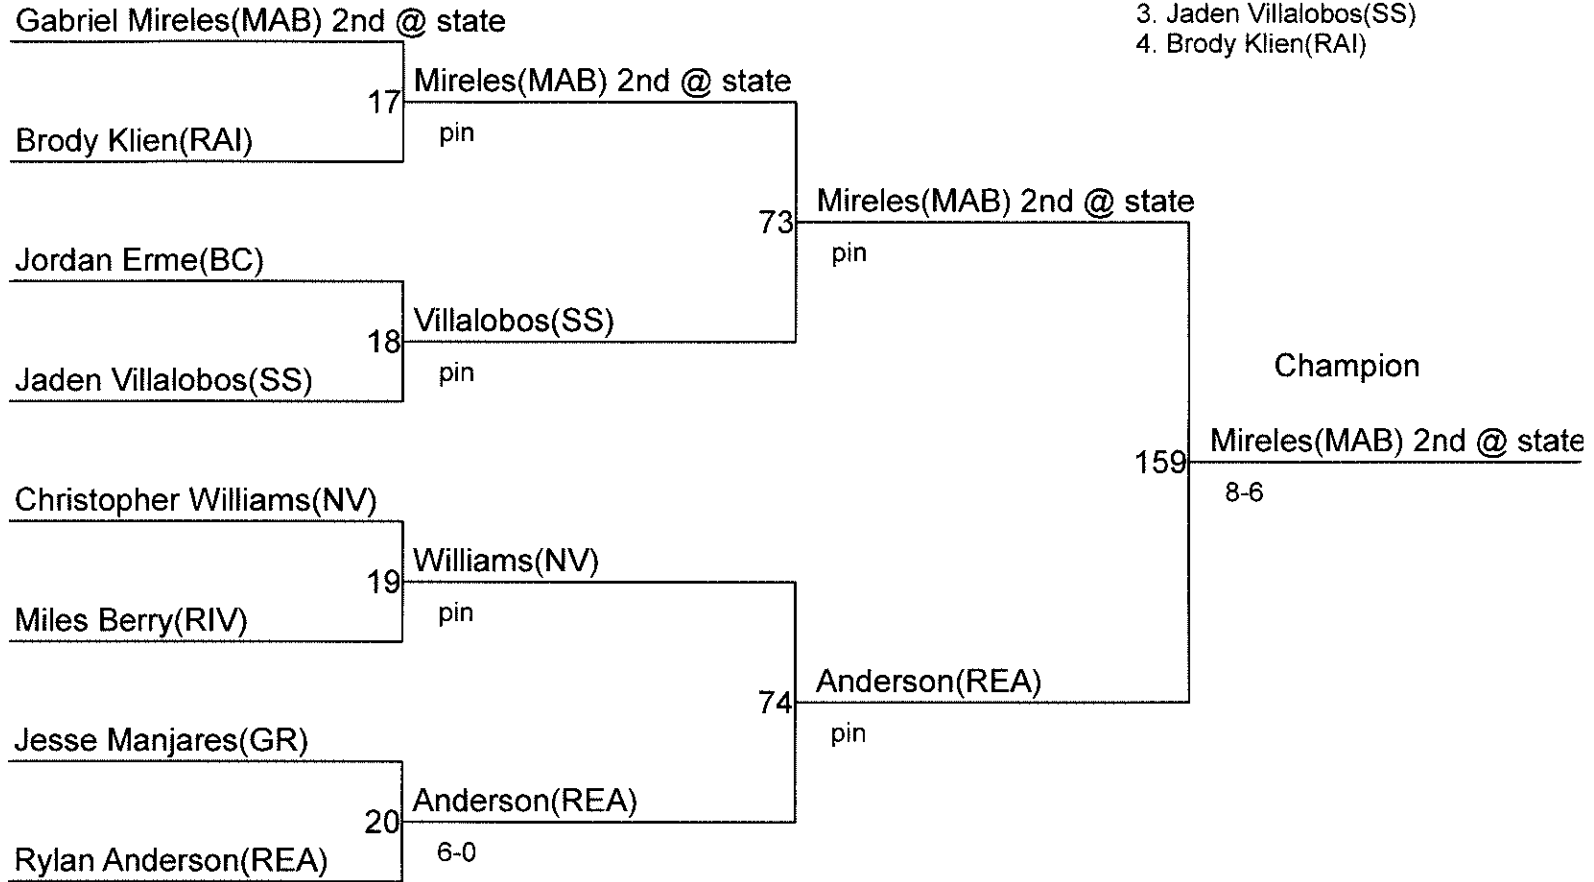 Gabriel Mireles(MAB) 2nd @ state
3. Jaden Villalobos(SS)
4. Brody Klien(RAI)
Mireles(MAB) 2nd @ state
17
pin
Brody Klien(RAI)
Mireles(MAB) 2nd @ state
73
pin
Jordan Erme(BC)
Villalobos(SS)
18
pin
Jaden Villalobos(SS)
Champion
Mireles(MAB) 2nd @ state
159
8-6
Christopher Williams(NV)
Williams(NV)
19
pin
Miles Berry(RIV)
Anderson(REA)
74
pin
Jesse Manjares(GR)
Anderson(REA)
20
6-0
Rylan Anderson(REA)